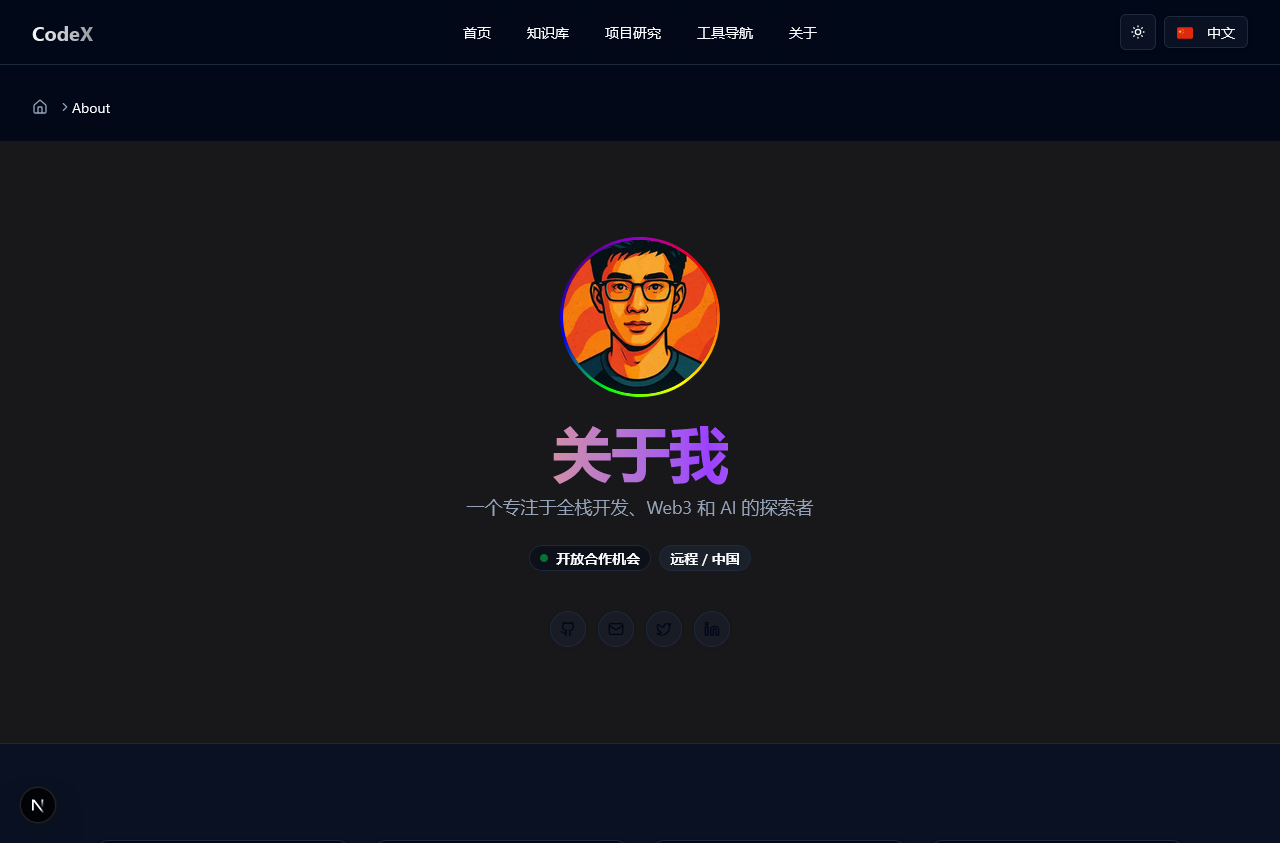 CodeX
首页
知识库
项目研究
工具导航
关于
中文
About
关于我
一个专注于全栈开发、Web3 和 AI 的探索者
开放合作机会
远程 / 中国
in
N